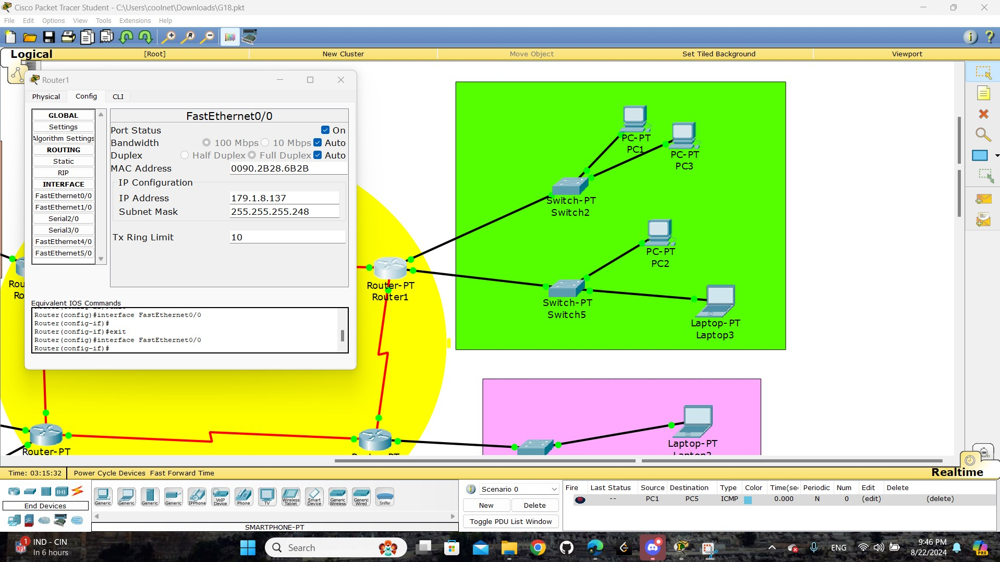 Cisco Packet Tracer Student - C:\Users\coolnet\Downloads\G18.pkt
File Edit Options View Tools Extensions Help
Logical [Root] New Cluster Move Object Set Tiled Background Viewport
Router1
Physical Config CLI
GLOBAL
Settings
Algorithm Settings
ROUTING
Static
RIP
INTERFACE
FastEthernet0/0
FastEthernet1/0
Serial2/0
Serial3/0
FastEthernet4/0
FastEthernet5/0
FastEthernet0/0
Port Status On
Bandwidth 100 Mbps 10 Mbps Auto
Duplex Half Duplex Full Duplex Auto
MAC Address 0090.2B28.6B2B
IP Configuration
IP Address 179.1.8.137
Subnet Mask 255.255.255.248
Tx Ring Limit 10
Equivalent IOS Commands
Router(config)#interface FastEthernet0/0
Router(config-if)#
Router(config-if)#exit
Router(config)#interface FastEthernet0/0
Router(config-if)#
PC-PT
PC1
PC-PT
PC3
Switch-PT
Switch2
PC-PT
PC2
Router-PT
Router1
Switch-PT
Switch5
Laptop-PT
Laptop3
Rou
Ro
Router-PT
Laptop-PT
Time: 03:15:32 Power Cycle Devices Fast Forward Time
Realtime
End Devices
Generic Generic Generic Generic IPPhone VoIP Device Phone TV Wireless Tablet Smart Device Generic Wireless Generic Wired Sniffer
SMARTPHONE-PT
Scenario 0
New Delete
Toggle PDU List Window
Fire Last Status Source Destination Type Color Time(sec Periodic Num Edit Delete
-- PC1 PC5 ICMP 0.000 N 0 (edit) (delete)
1
IND - CIN
In 6 hours
Search
ENG
9:46 PM
8/22/2024
PRE